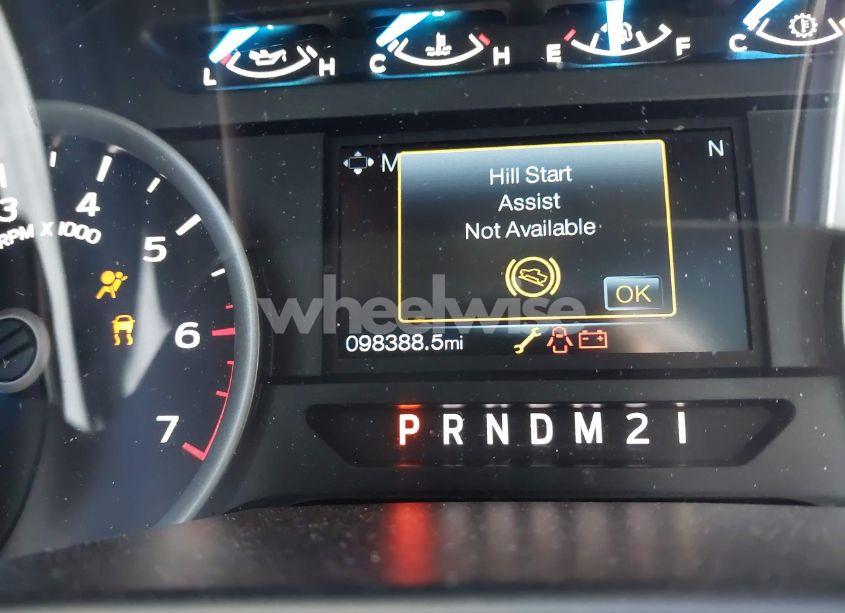 L H C H E F C
M N
Hill Start
Assist
Not Available
OK
3 4 5 6 7
RPM X 1000
wheelwise
098388.5mi
P R N D M 2 1